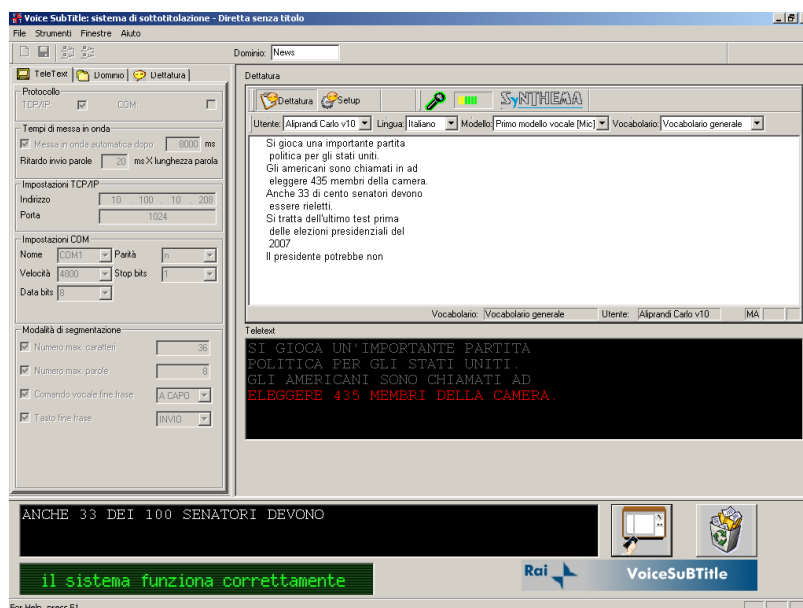 Voice SubTitle: sistema di sottotitolazione - Diretta senza titolo
File Strumenti Finestre Aiuto
Dominio: News
TeleText Dominio Dettatura
Protocollo
TCP/IP: COM:
Tempi di messa in onda
Messa in onda automatica dopo 8000 ms
Ritardo invio parole 20 ms X lunghezza parola
Impostazioni TCP/IP
Indirizzo 10 . 100 . 10 . 208
Porta 1024
Impostazioni COM
Nome COM1 Parità n
Velocità 4800 Stop bits 1
Data bits 8
Modalità di segmentazione
Numero max. caratteri 36
Numero max. parole 8
Comando vocale fine frase A CAPO
Tasto fine frase INVIO
Dettatura
Dettatura Setup SYNTHEMA
Utente: Aliprandi Carlo v10 Lingua: Italiano Modello: Primo modello vocale [Mic] Vocabolario: Vocabolario generale
Si gioca una importante partita
politica per gli stati uniti.
Gli americani sono chiamati in ad
eleggere 435 membri della camera.
Anche 33 di cento senatori devono
essere rieletti.
Si tratta dell'ultimo test prima
delle elezioni presidenziali del
2007
Il presidente potrebbe non
Vocabolario: Vocabolario generale Utente: Aliprandi Carlo v10 MA
Teletext
SI GIOCA UN'IMPORTANTE PARTITA
POLITICA PER GLI STATI UNITI.
GLI AMERICANI SONO CHIAMATI AD
ELEGGERE 435 MEMBRI DELLA CAMERA.
ANCHE 33 DEI 100 SENATORI DEVONO
il sistema funziona correttamente
Rai VoiceSuBTitle
For Help, press F1